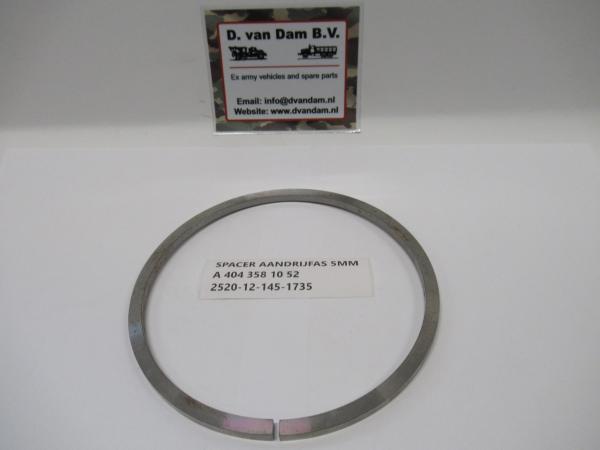 D. van Dam B.V.
Ex army vehicles and spare parts
Email: info@dvandam.nl
Website: www.dvandam.nl
SPACER AANDRIJFAS 5MM
A 404 358 10 52
2520-12-145-1735